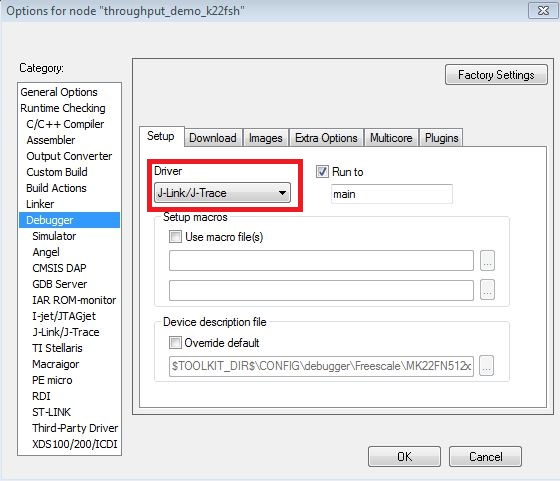 Options for node "throughput_demo_k22fsh"
Category:
General Options
Runtime Checking
C/C++ Compiler
Assembler
Output Converter
Custom Build
Build Actions
Linker
Debugger
Simulator
Angel
CMSIS DAP
GDB Server
IAR ROM-monitor
I-jet/JTAGjet
J-Link/J-Trace
TI Stellaris
Macraigor
PE micro
RDI
ST-LINK
Third-Party Driver
XDS100/200/ICDI
Factory Settings
Setup Download Images Extra Options Multicore Plugins
Driver
J-Link/J-Trace
Run to
main
Setup macros
Use macro file(s)
...
...
Device description file
Override default
$TOOLKIT_DIR$\CONFIG\debugger\Freescale\MK22FN512x ...
OK Cancel